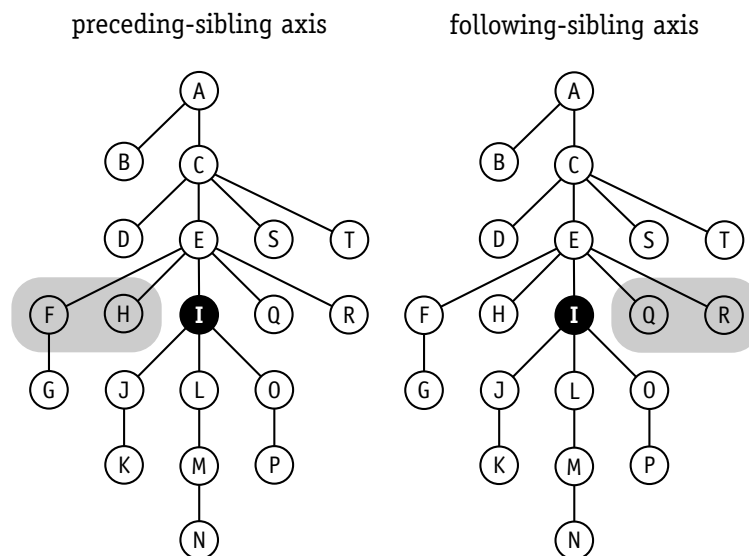 preceding-sibling axis following-sibling axis
A A
B C B C
D E S T D E S T
F H I Q R F H I Q R
G J L O G J L O
K M P K M P
N N